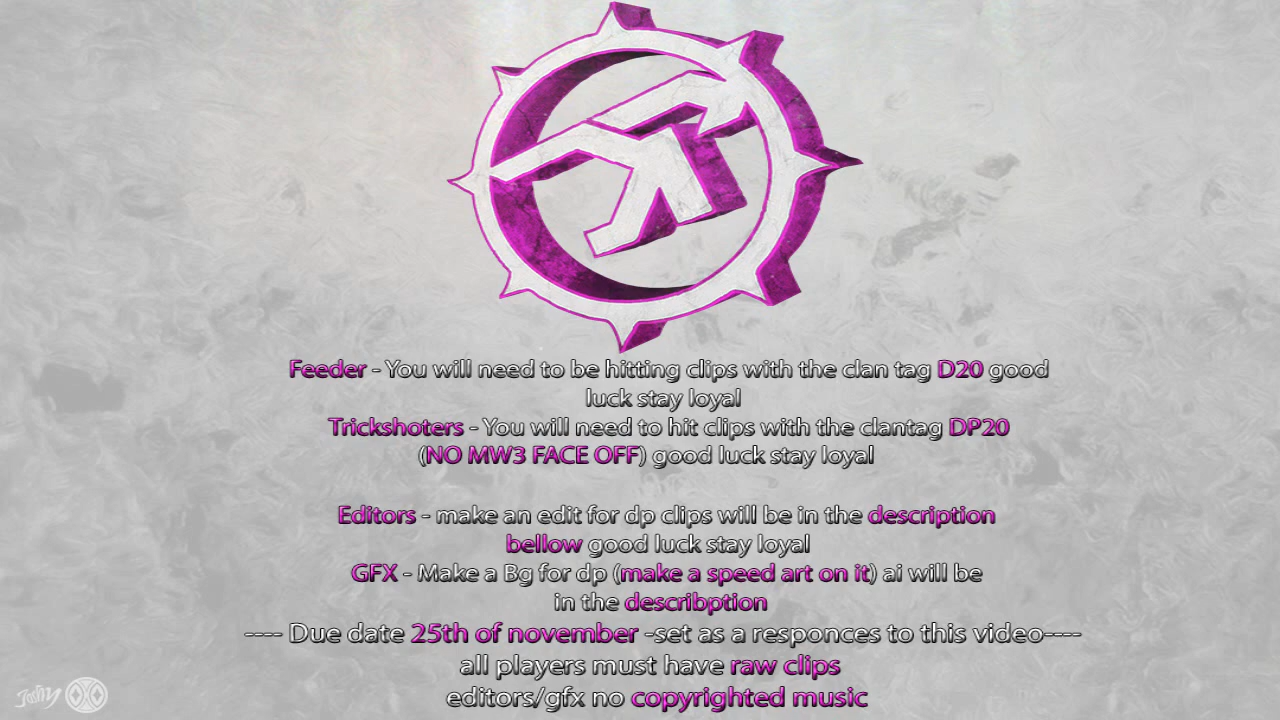 Feeder - You will need to be hitting clips with the clan tag D20 good
luck stay loyal
Trickshoters - You will need to hit clips with the clantag DP20
(NO MW3 FACE OFF) good luck stay loyal
Editors - make an edit for dp clips will be in the description
bellow good luck stay loyal
GFX - Make a Bg for dp (make a speed art on it) ai will be
in the describption
---- Due date 25th of november -set as a responces to this video----
all players must have raw clips
editors/gfx no copyrighted music